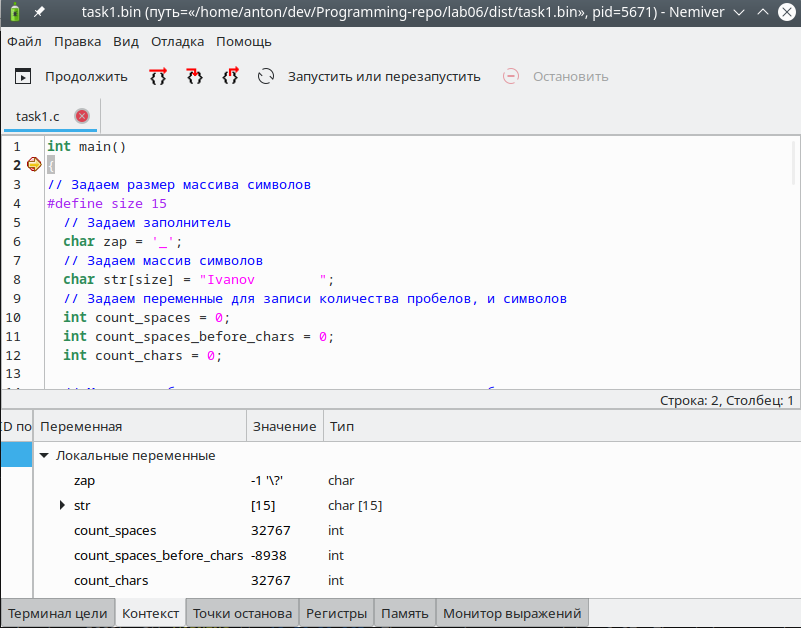 task1.bin (путь=«/home/anton/dev/Programming-repo/lab06/dist/task1.bin», pid=5671) - Nemiver
Файл Правка Вид Отладка Помощь
Продолжить Запустить или перезапустить Остановить
task1.c
1 int main()
2 {
3 // Задаем размер массива символов
4 #define size 15
5 // Задаем заполнитель
6 char zap = '_';
7 // Задаем массив символов
8 char str[size] = "Ivanov        ";
9 // Задаем переменные для записи количества пробелов, и символов
10 int count_spaces = 0;
11 int count_spaces_before_chars = 0;
12 int count_chars = 0;
13
Строка: 2, Столбец: 1
Переменная Значение Тип
Локальные переменные
zap -1 '\?' char
str [15] char [15]
count_spaces 32767 int
count_spaces_before_chars -8938 int
count_chars 32767 int
Терминал цели Контекст Точки останова Регистры Память Монитор выражений